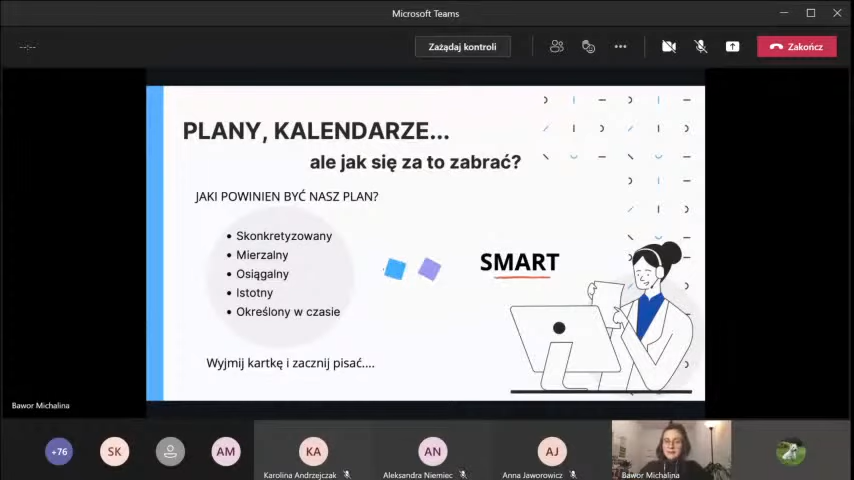 Microsoft Teams
--:--
Zażądaj kontroli
Zakończ
PLANY, KALENDARZE...
ale jak się za to zabrać?
JAKI POWINIEN BYĆ NASZ PLAN?
• Skonkretyzowany
• Mierzalny
• Osiągalny
• Istotny
• Określony w czasie
SMART
Wyjmij kartkę i zacznij pisać....
Bawor Michalina
+76
SK
AM
KA
AN
AJ
Karolina Andrzejczak
Aleksandra Niemiec
Anna Jaworowicz
Bawor Michalina